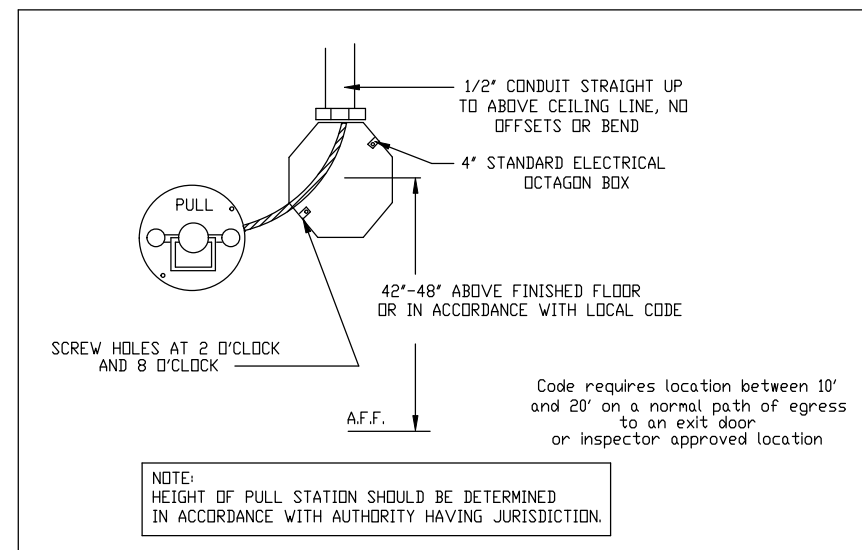 1/2" CONDUIT STRAIGHT UP
TO ABOVE CEILING LINE, NO
OFFSETS OR BEND
4" STANDARD ELECTRICAL
OCTAGON BOX
PULL
42"-48" ABOVE FINISHED FLOOR
OR IN ACCORDANCE WITH LOCAL CODE
SCREW HOLES AT 2 O'CLOCK
AND 8 O'CLOCK
Code requires location between 10'
and 20' on a normal path of egress
to an exit door
or inspector approved location
A.F.F.
NOTE:
HEIGHT OF PULL STATION SHOULD BE DETERMINED
IN ACCORDANCE WITH AUTHORITY HAVING JURISDICTION.